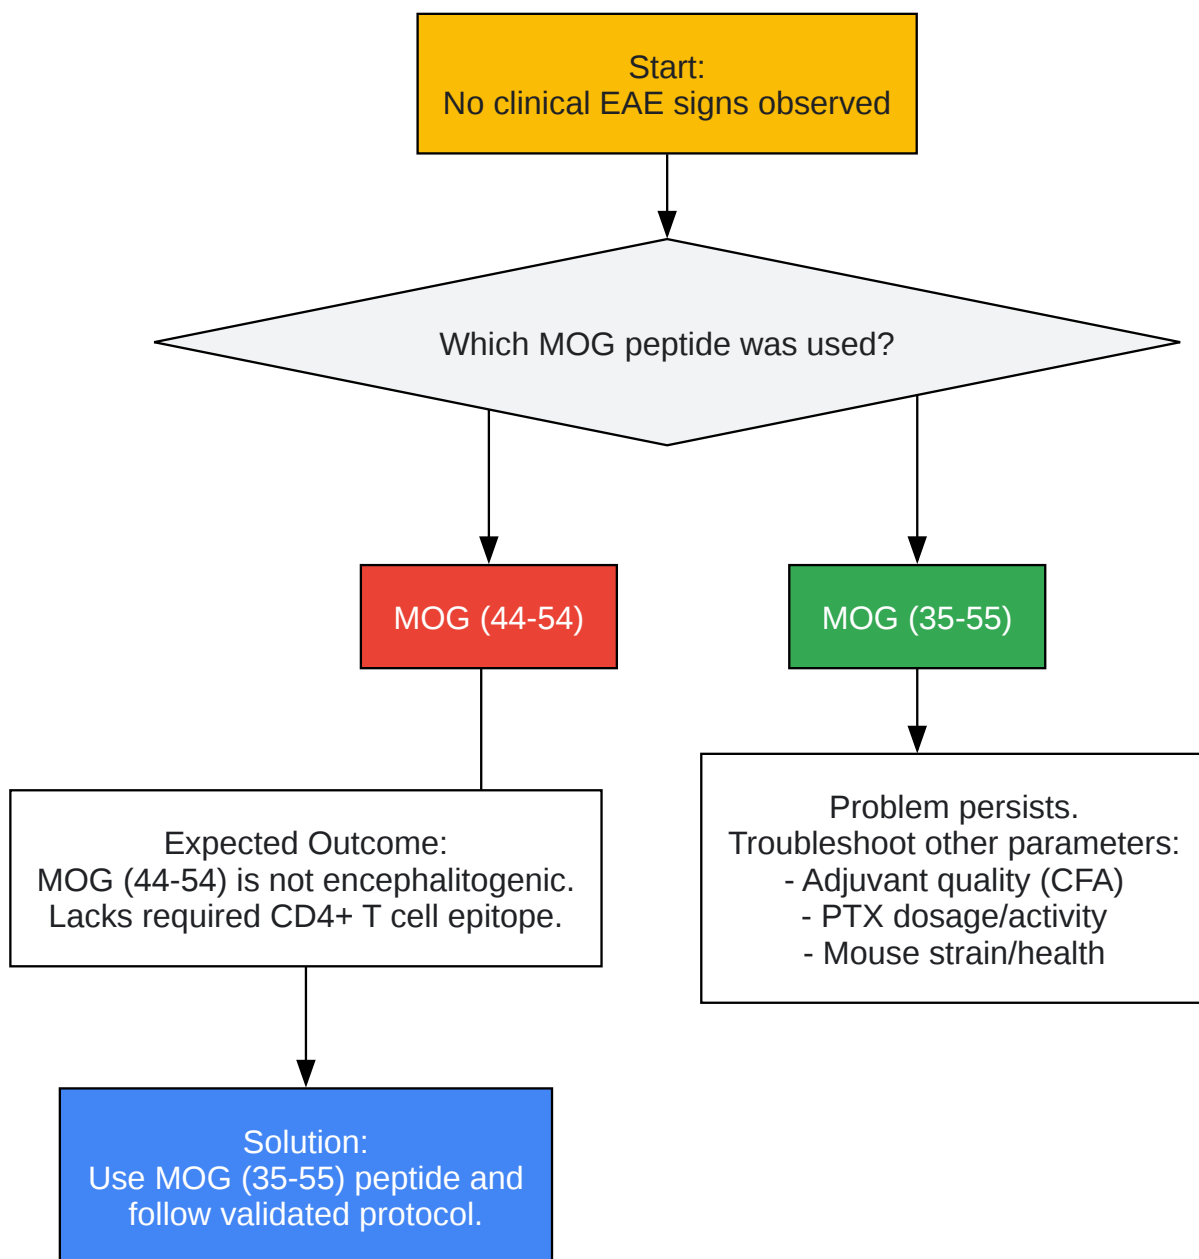 Start:
No clinical EAE signs observed
Which MOG peptide was used?
MOG (44-54)
MOG (35-55)
Expected Outcome:
MOG (44-54) is not encephalitogenic.
Lacks required CD4+ T cell epitope.
Problem persists.
Troubleshoot other parameters:
- Adjuvant quality (CFA)
- PTX dosage/activity
- Mouse strain/health
Solution:
Use MOG (35-55) peptide and
follow validated protocol.